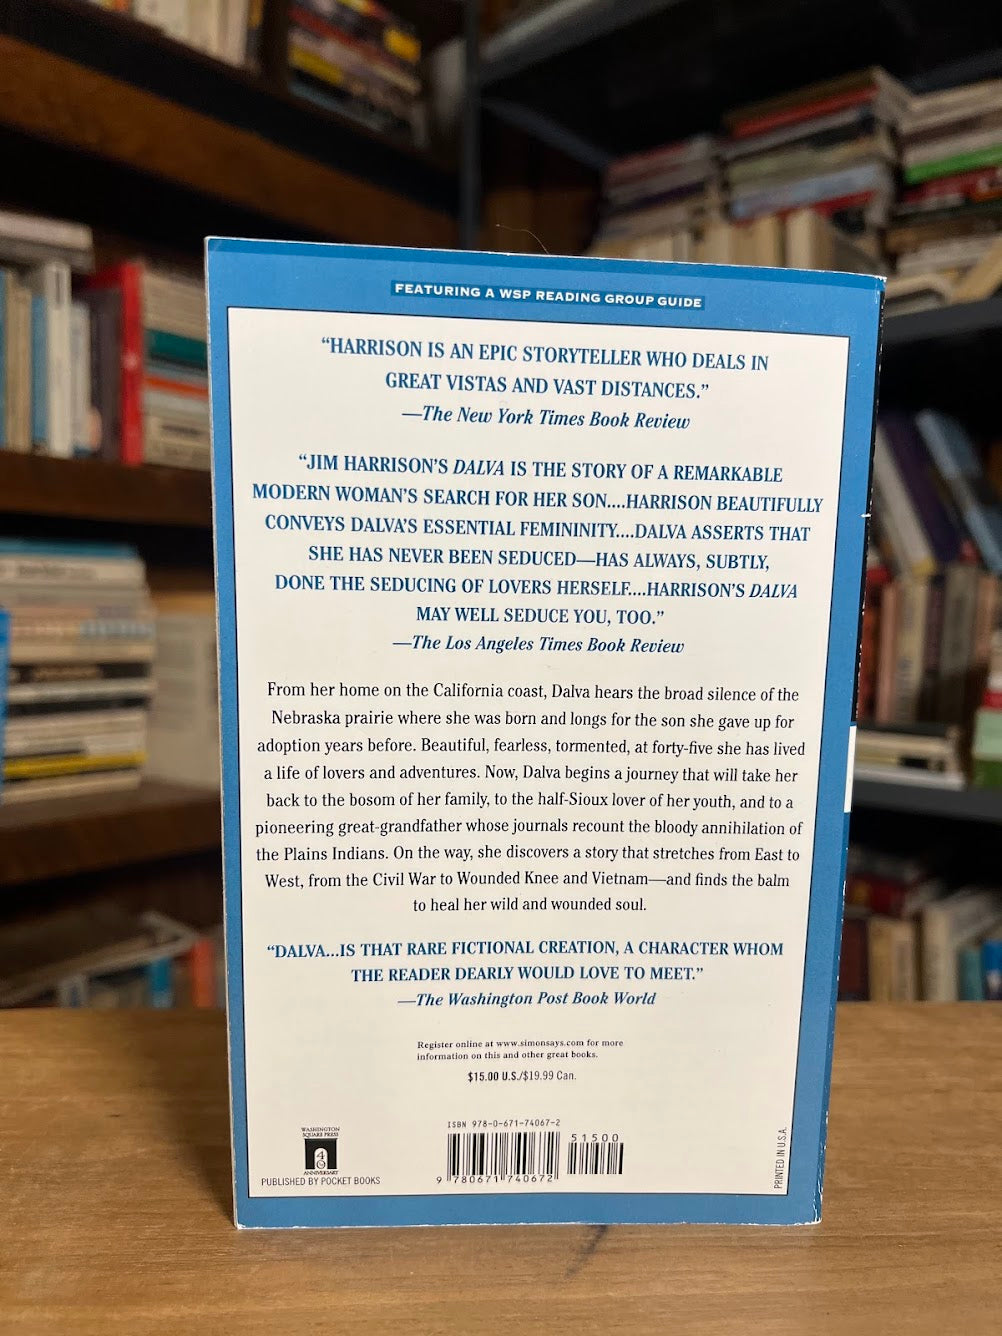 FEATURING A WSP READING GROUP GUIDE
“HARRISON IS AN EPIC STORYTELLER WHO DEALS IN
GREAT VISTAS AND VAST DISTANCES.”
—The New York Times Book Review
“JIM HARRISON’S DALVA IS THE STORY OF A REMARKABLE
MODERN WOMAN’S SEARCH FOR HER SON....HARRISON BEAUTIFULLY
CONVEYS DALVA’S ESSENTIAL FEMININITY....DALVA ASSERTS THAT
SHE HAS NEVER BEEN SEDUCED—HAS ALWAYS, SUBTLY,
DONE THE SEDUCING OF LOVERS HERSELF....HARRISON’S DALVA
MAY WELL SEDUCE YOU, TOO.”
—The Los Angeles Times Book Review
From her home on the California coast, Dalva hears the broad silence of the
Nebraska prairie where she was born and longs for the son she gave up for
adoption years before. Beautiful, fearless, tormented, at forty-five she has lived
a life of lovers and adventures. Now, Dalva begins a journey that will take her
back to the bosom of her family, to the half-Sioux lover of her youth, and to a
pioneering great-grandfather whose journals recount the bloody annihilation of
the Plains Indians. On the way, she discovers a story that stretches from East to
West, from the Civil War to Wounded Knee and Vietnam—and finds the balm
to heal her wild and wounded soul.
“DALVA...IS THAT RARE FICTIONAL CREATION, A CHARACTER WHOM
THE READER DEARLY WOULD LOVE TO MEET.”
—The Washington Post Book World
Register online at www.simonsays.com for more
information on this and other great books.
$15.00 U.S./$19.99 Can.
WASHINGTON
SQUARE PRESS
40
ANNIVERSARY
PUBLISHED BY POCKET BOOKS
ISBN 978-0-671-74067-2
51500
9 780671 740672
PRINTED IN U.S.A.